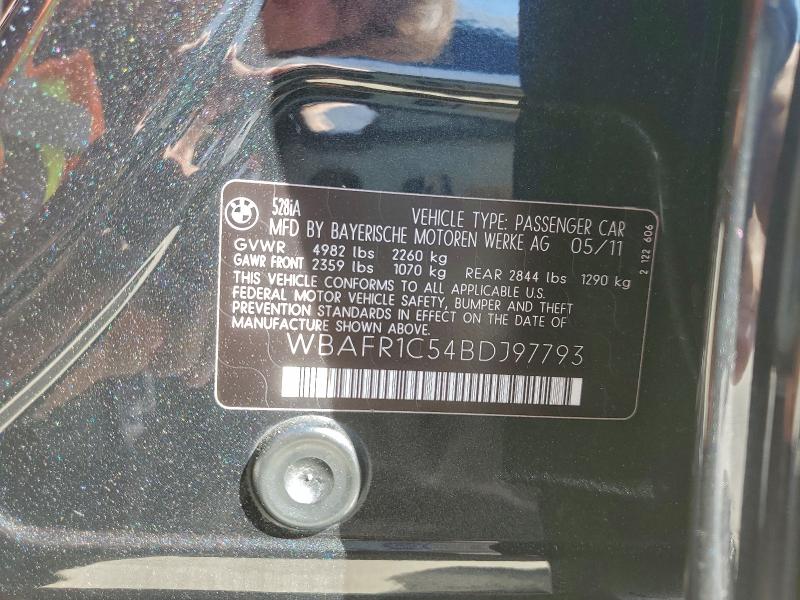 528iA
VEHICLE TYPE: PASSENGER CAR
MFD BY BAYERISCHE MOTOREN WERKE AG 05/11
GVWR 4982 lbs 2260 kg
GAWR FRONT 2359 lbs 1070 kg REAR 2844 lbs 1290 kg
THIS VEHICLE CONFORMS TO ALL APPLICABLE U.S.
FEDERAL MOTOR VEHICLE SAFETY, BUMPER AND THEFT
PREVENTION STANDARDS IN EFFECT ON THE DATE OF
MANUFACTURE SHOWN ABOVE.
WBAFR1C54BDJ97793
2 122 606